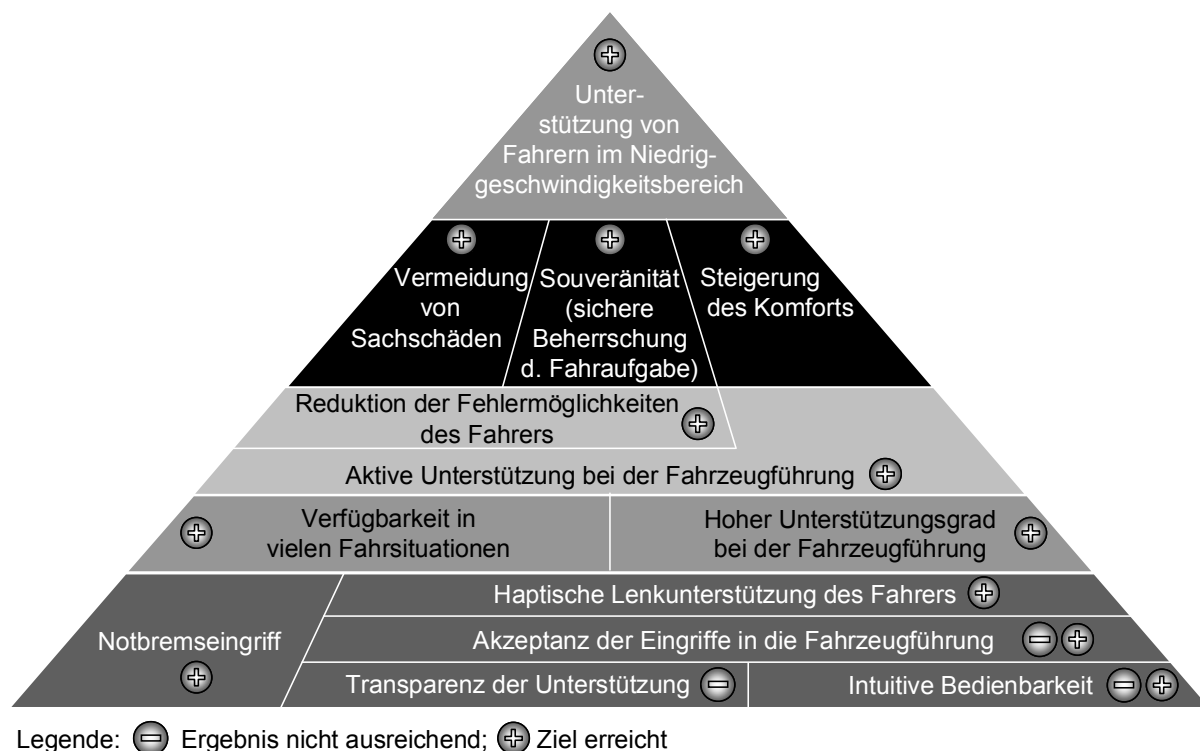 Unter-
stützung von
Fahrern im Niedrig-
geschwindigkeitsbereich
Vermeidung
von
Sachschäden
Souveränität
(sichere
Beherrschung
d. Fahraufgabe)
Steigerung
des Komforts
Reduktion der Fehlermöglichkeiten
des Fahrers
Aktive Unterstützung bei der Fahrzeugführung
Verfügbarkeit in
vielen Fahrsituationen
Hoher Unterstützungsgrad
bei der Fahrzeugführung
Notbremseingriff
Haptische Lenkunterstützung des Fahrers
Akzeptanz der Eingriffe in die Fahrzeugführung
Transparenz der Unterstützung
Intuitive Bedienbarkeit
Legende: Ergebnis nicht ausreichend; Ziel erreicht